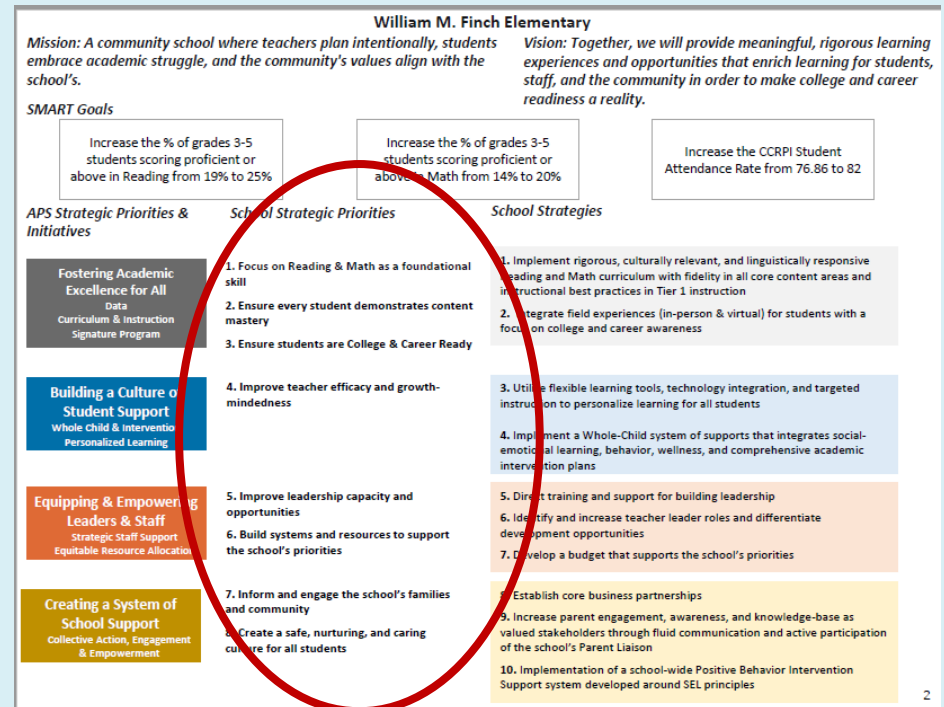 William M. Finch Elementary
Mission: A community school where teachers plan intentionally, students
embrace academic struggle, and the community's values align with the
school's.
Vision: Together, we will provide meaningful, rigorous learning
experiences and opportunities that enrich learning for students,
staff, and the community in order to make college and career
readiness a reality.
SMART Goals
Increase the % of grades 3-5
students scoring proficient or
above in Reading from 19% to 25%
Increase the % of grades 3-5
students scoring proficient or
above in Math from 14% to 20%
Increase the CCRPI Student
Attendance Rate from 76.86 to 82
APS Strategic Priorities &
Initiatives
School Strategic Priorities
School Strategies
Fostering Academic
Excellence for All
Data
Curriculum & Instruction
Signature Program
1. Focus on Reading & Math as a foundational
skill
2. Ensure every student demonstrates content
mastery
3. Ensure students are College & Career Ready
1. Implement rigorous, culturally relevant, and linguistically responsive
Reading and Math curriculum with fidelity in all core content areas and
instructional best practices in Tier 1 instruction
2. Integrate field experiences (in-person & virtual) for students with a
focus on college and career awareness
Building a Culture of
Student Support
Whole Child & Intervention
Personalized Learning
4. Improve teacher efficacy and growth-
mindedness
3. Utilize flexible learning tools, technology integration, and targeted
instruction to personalize learning for all students
4. Implement a Whole-Child system of supports that integrates social-
emotional learning, behavior, wellness, and comprehensive academic
intervention plans
Equipping & Empowering
Leaders & Staff
Strategic Staff Support
Equitable Resource Allocation
5. Improve leadership capacity and
opportunities
6. Build systems and resources to support
the school's priorities
5. Direct training and support for building leadership
6. Identify and increase teacher leader roles and differentiate
development opportunities
7. Develop a budget that supports the school's priorities
Creating a System of
School Support
Collective Action, Engagement
& Empowerment
7. Inform and engage the school's families
and community
8. Create a safe, nurturing, and caring
culture for all students
8. Establish core business partnerships
9. Increase parent engagement, awareness, and knowledge-base as
valued stakeholders through fluid communication and active participation
of the school's Parent Liaison
10. Implementation of a school-wide Positive Behavior Intervention
Support system developed around SEL principles
2